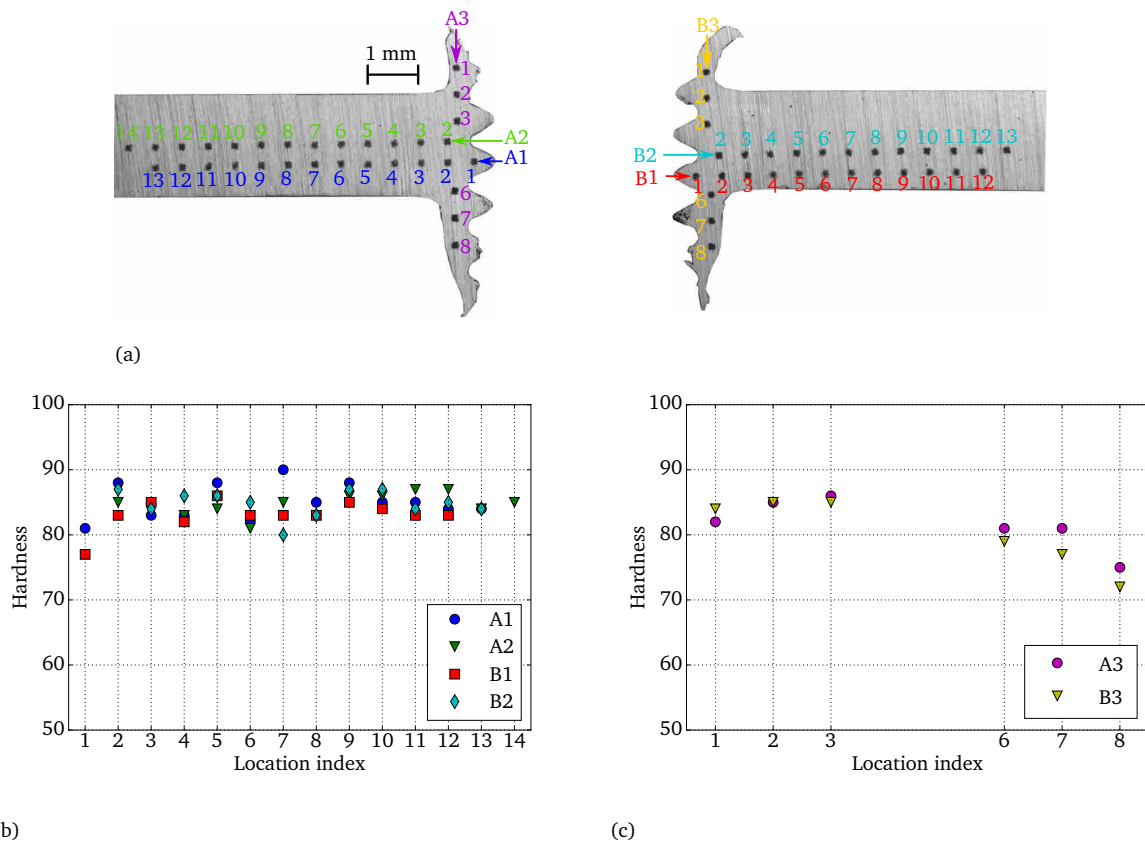 A3
1 mm
1
2
3
14 13 12 11 10 9 8 7 6 5 4 3 2
A2
A1
13 12 11 10 9 8 7 6 5 4 3 2 1
6
7
8
B3
1
2
3
2 3 4 5 6 7 8 9 10 11 12 13
B2
B1
1 2 3 4 5 6 7 8 9 10 11 12
6
7
8
(a)
100
90
80
70
60
50
Hardness
A1
A2
B1
B2
1 2 3 4 5 6 7 8 9 10 11 12 13 14
Location index
100
90
80
70
60
50
Hardness
A3
B3
1 2 3 6 7 8
Location index
b)
(c)